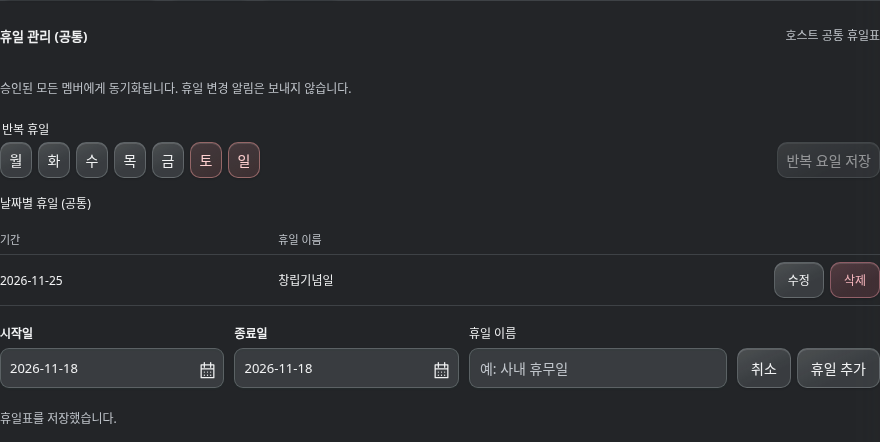 휴일 관리 (공통) 호스트 공통 휴일표
승인된 모든 멤버에게 동기화됩니다. 휴일 변경 알림은 보내지 않습니다.
반복 휴일
월 화 수 목 금 토 일 반복 요일 저장
날짜별 휴일 (공통)
기간 휴일 이름
2026-11-25 창립기념일 수정 삭제
시작일 종료일 휴일 이름
2026-11-18 2026-11-18 예: 사내 휴무일 취소 휴일 추가
휴일표를 저장했습니다.